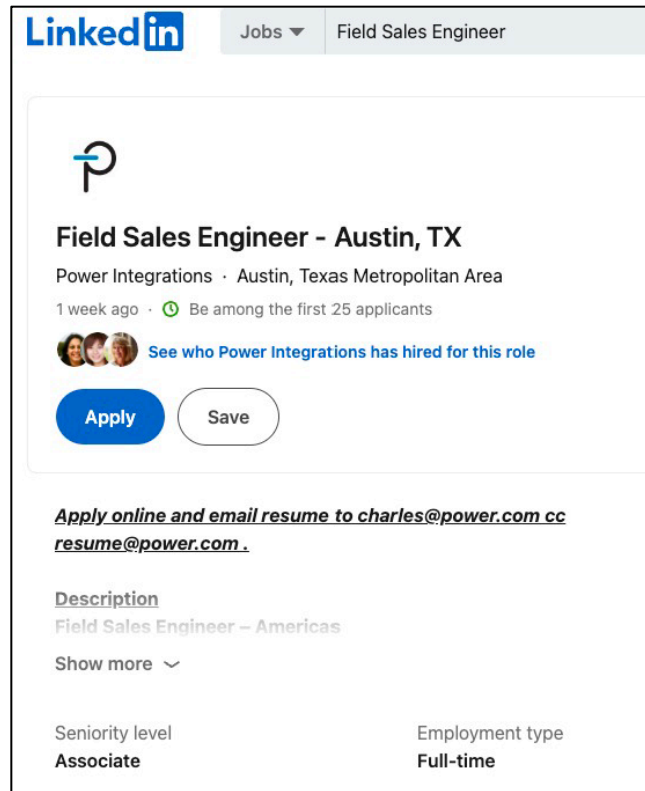 Linked in
Jobs Field Sales Engineer
Field Sales Engineer - Austin, TX
Power Integrations · Austin, Texas Metropolitan Area
1 week ago · Be among the first 25 applicants
See who Power Integrations has hired for this role
Apply Save
Apply online and email resume to charles@power.com cc
resume@power.com .
Description
Field Sales Engineer – Americas
Show more
Seniority level Employment type
Associate Full-time